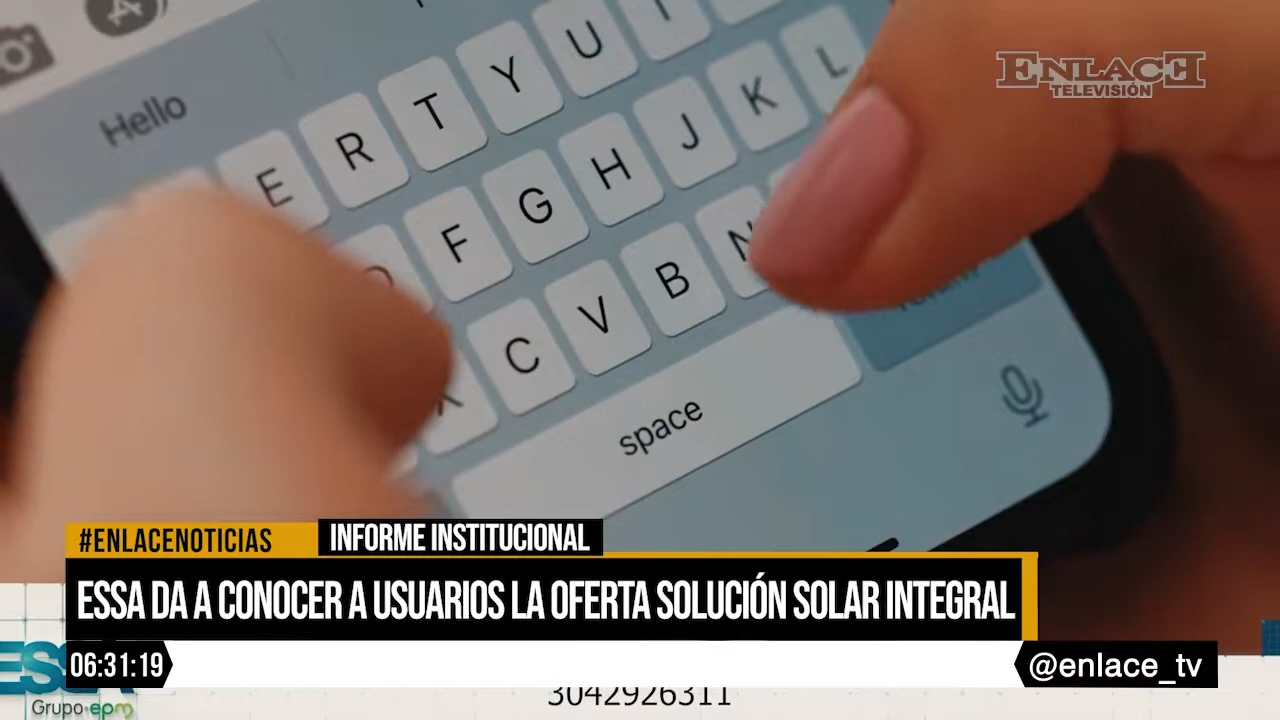 ENLACE
TELEVISIÓN
Hello
E R T Y U I
F G H J K L
X C V B N
space
#ENLACENOTICIAS
INFORME INSTITUCIONAL
ESSA DA A CONOCER A USUARIOS LA OFERTA SOLUCIÓN SOLAR INTEGRAL
06:31:19
@enlace_tv
Grupo·epm
3042926311